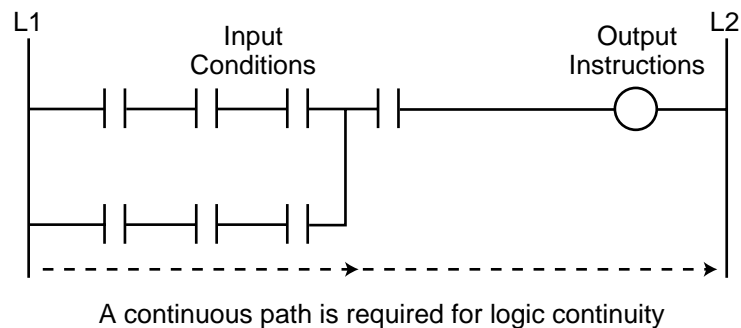 L1
L2
Input
Conditions
Output
Instructions
A continuous path is required for logic continuity